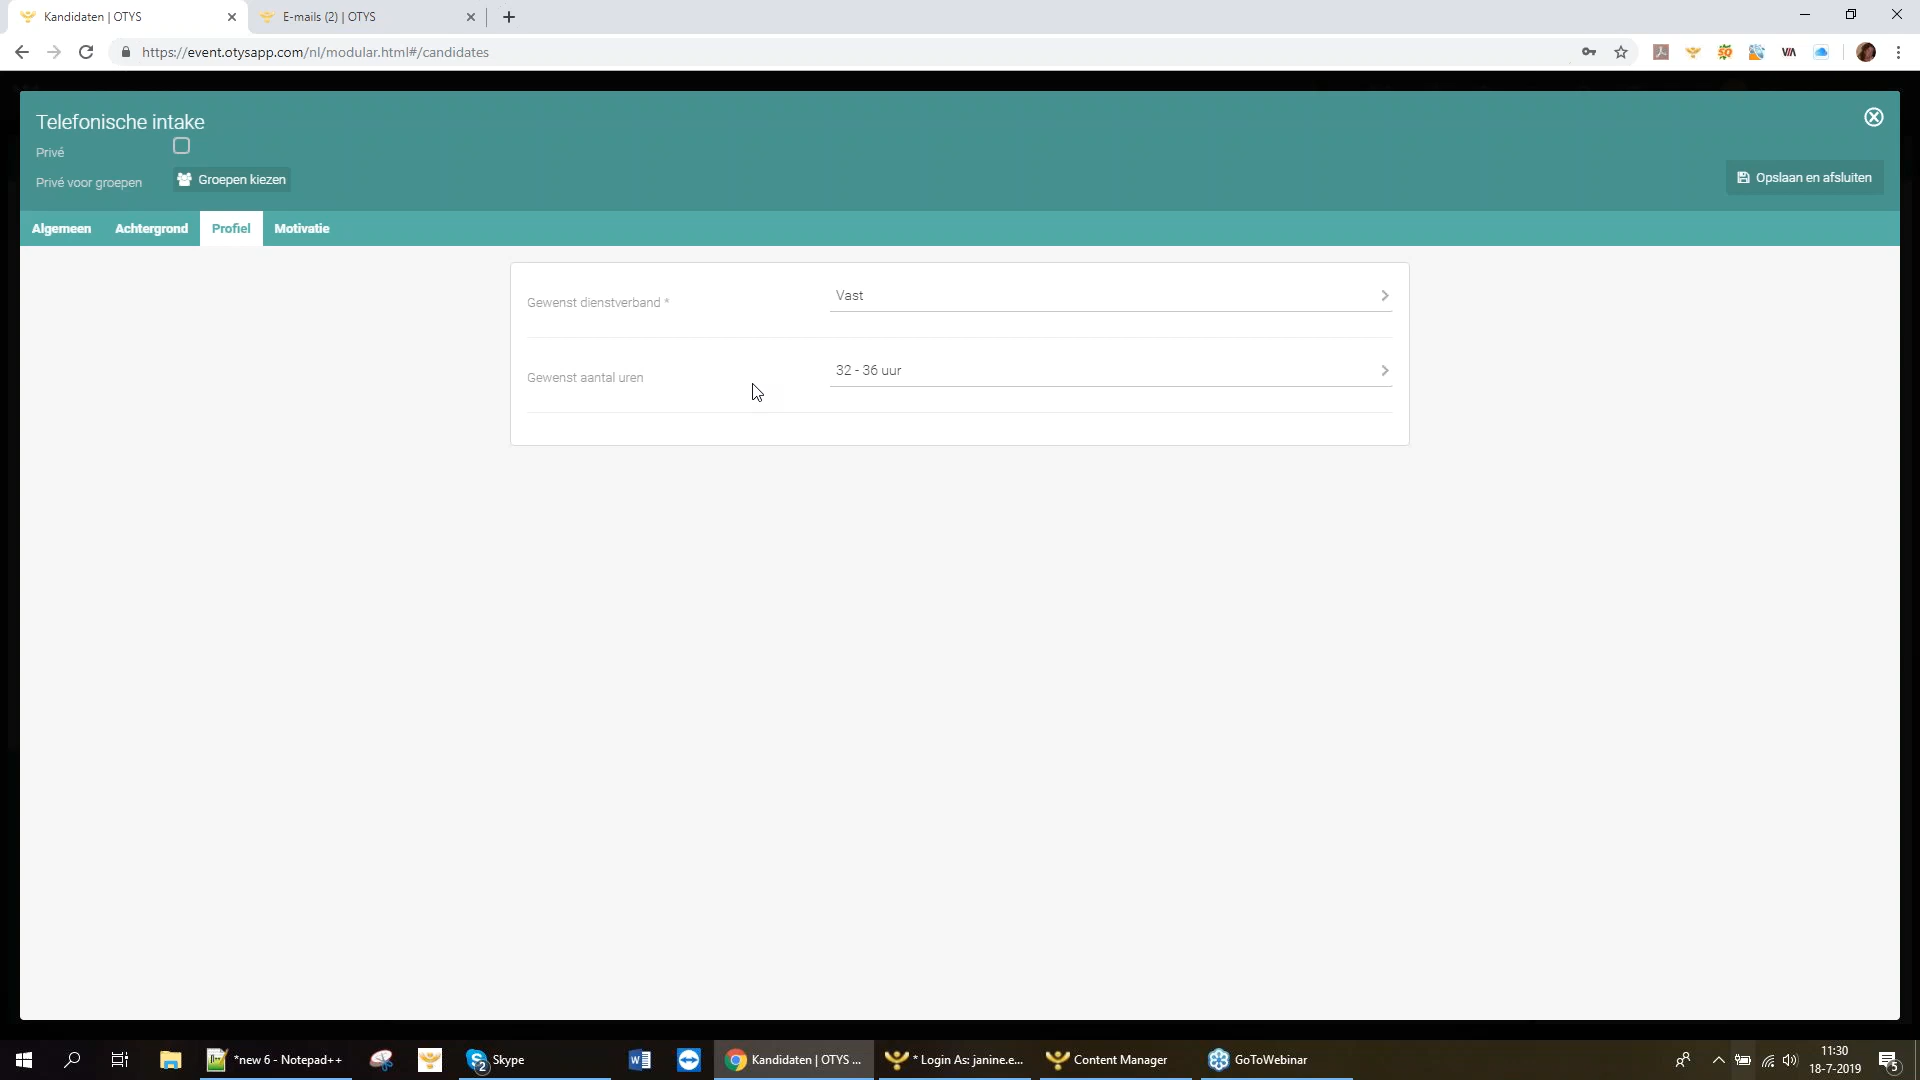 Kandidaten | OTYS
E-mails (2) | OTYS
https://event.otysapp.com/nl/modular.html#/candidates
Telefonische intake
Privé
Privé voor groepen
Groepen kiezen
Opslaan en afsluiten
Algemeen Achtergrond Profiel Motivatie
Gewenst dienstverband *
Vast
Gewenst aantal uren
32 - 36 uur
*new 6 - Notepad++
2
Skype
Kandidaten | OTYS ...
* Login As: janine.e...
Content Manager
GoToWebinar
11:30
18-7-2019
5